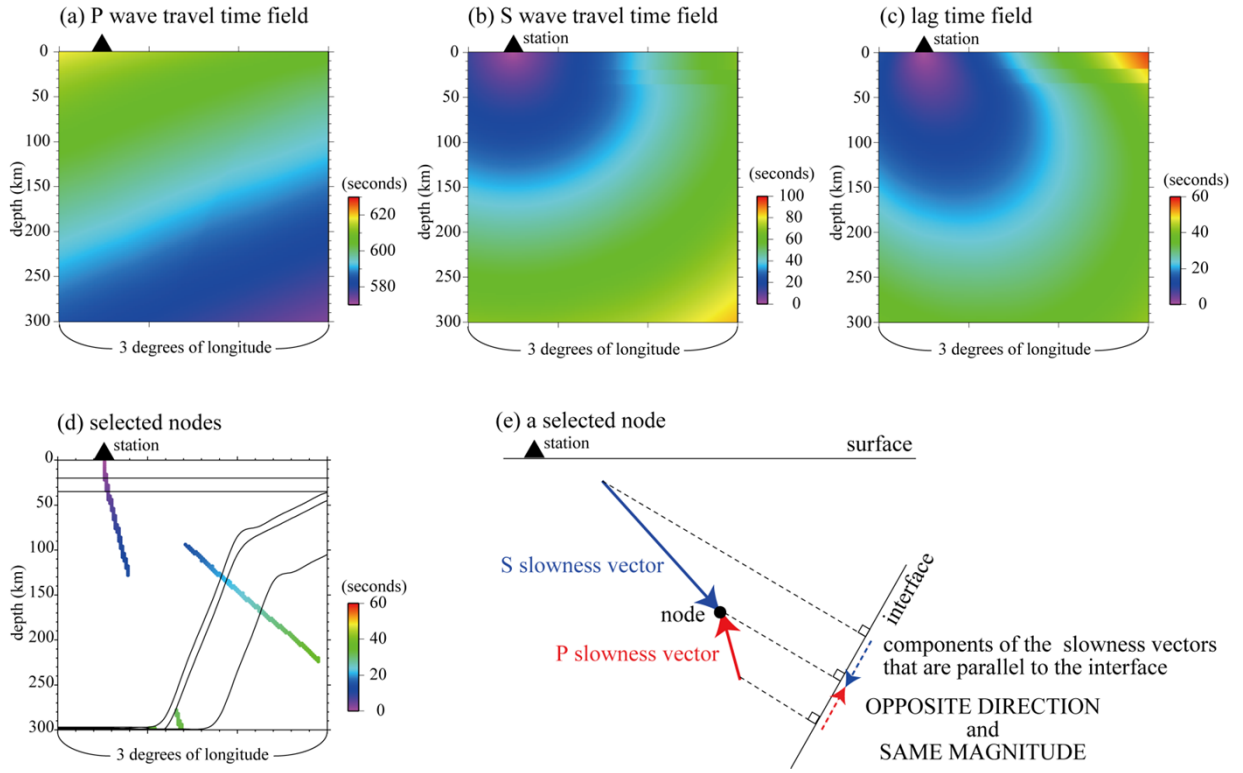 (a) P wave travel time field
0
50
100
150
200
250
300
depth (km)
(seconds)
620
600
580
3 degrees of longitude
(b) S wave travel time field
station
0
50
100
150
200
250
300
depth (km)
(seconds)
100
80
60
40
20
0
3 degrees of longitude
(c) lag time field
station
0
50
100
150
200
250
300
depth (km)
(seconds)
60
40
20
0
3 degrees of longitude
(d) selected nodes
station
0
50
100
150
200
250
300
depth (km)
(seconds)
60
40
20
0
3 degrees of longitude
(e) a selected node
station
surface
S slowness vector
node
P slowness vector
interface
components of the slowness vectors
that are parallel to the interface
OPPOSITE DIRECTION
and
SAME MAGNITUDE